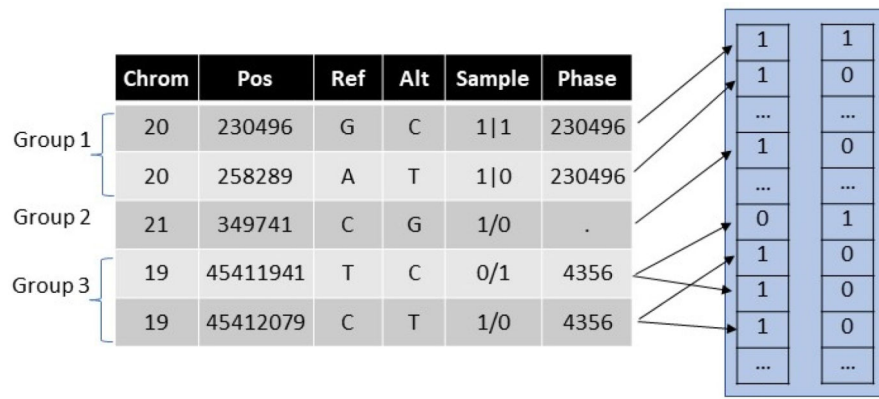 Chrom Pos Ref Alt Sample Phase
Group 1
20 230496 G C 1|1 230496
20 258289 A T 1|0 230496
Group 2
21 349741 C G 1/0 .
Group 3
19 45411941 T C 0/1 4356
19 45412079 C T 1/0 4356
1 1
1 0
... ...
1 0
... ...
0 1
1 0
1 0
1 0
... ...